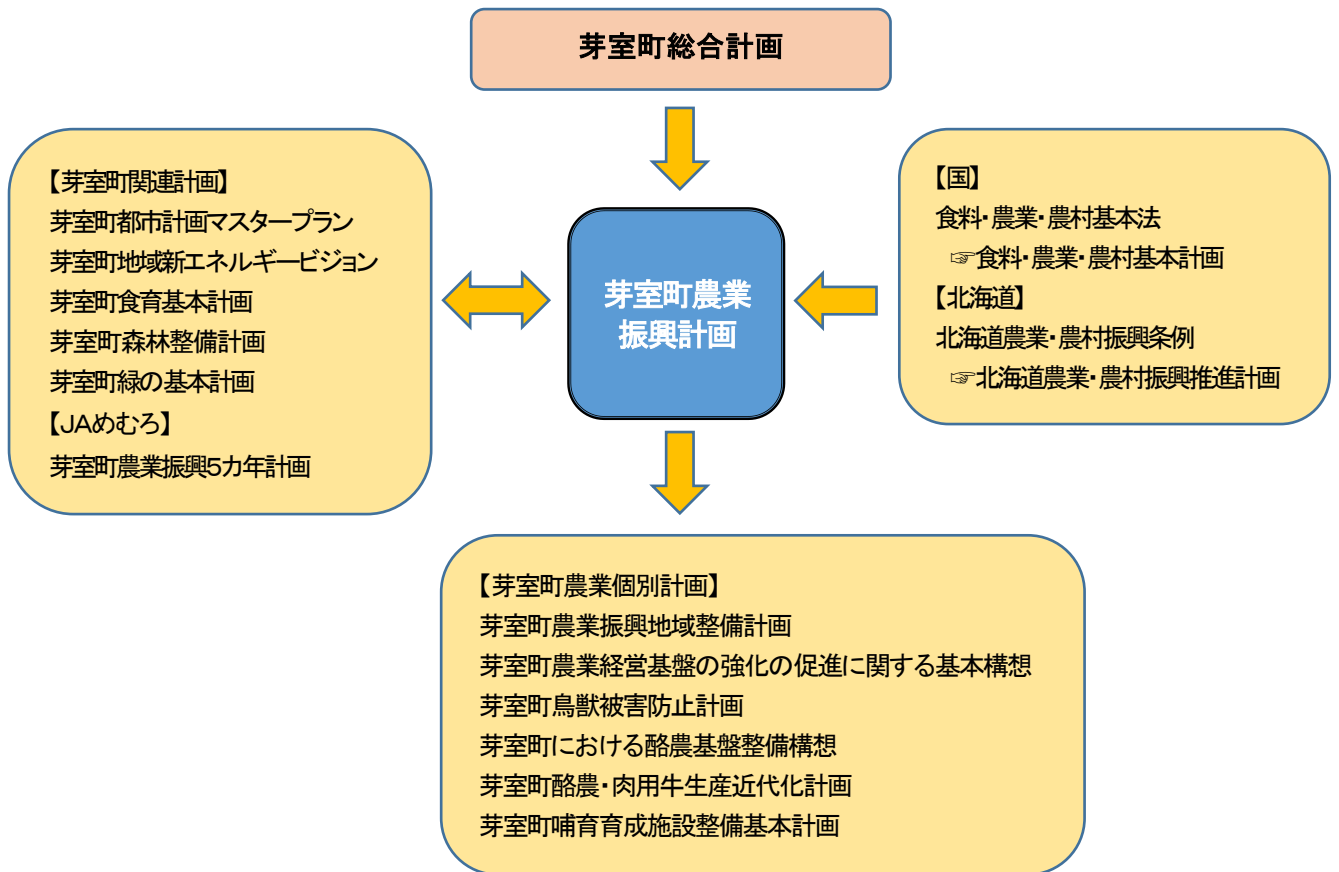 芽室町総合計画
【芽室町関連計画】
芽室町都市計画マスタープラン
芽室町地域新エネルギービジョン
芽室町食育基本計画
芽室町森林整備計画
芽室町緑の基本計画
【JAめむろ】
芽室町農業振興5カ年計画
芽室町農業
振興計画
【国】
食料・農業・農村基本法
☞食料・農業・農村基本計画
【北海道】
北海道農業・農村振興条例
☞北海道農業・農村振興推進計画
【芽室町農業個別計画】
芽室町農業振興地域整備計画
芽室町農業経営基盤の強化の促進に関する基本構想
芽室町鳥獣被害防止計画
芽室町における酪農基盤整備構想
芽室町酪農・肉用牛生産近代化計画
芽室町哺育育成施設整備基本計画